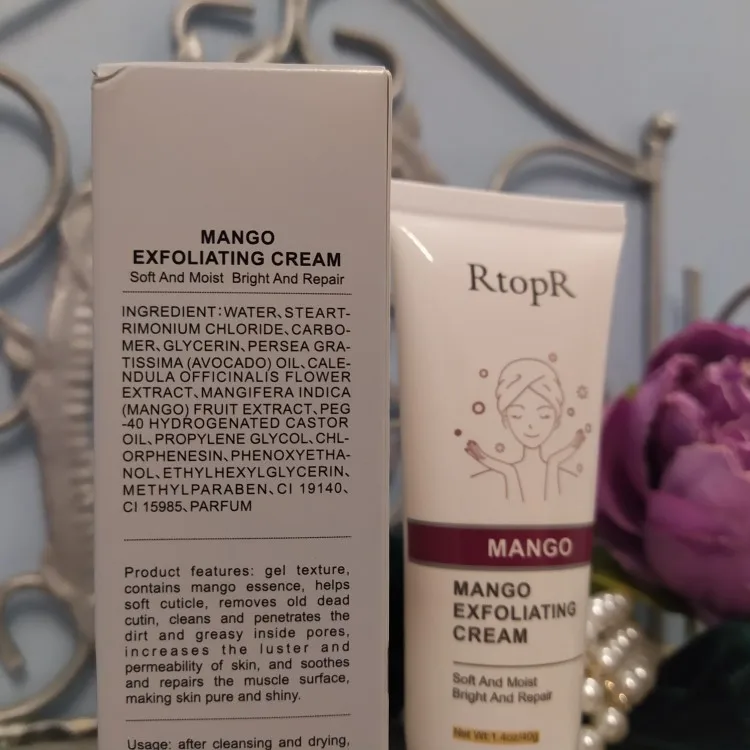 MANGO
EXFOLIATING CREAM
Soft And Moist Bright And Repair
INGREDIENT:WATER、STEART-
RIMONIUM CHLORIDE、CARBO-
MER、GLYCERIN、PERSEA GRA-
TISSIMA (AVOCADO) OIL、CALE-
NDULA OFFICINALIS FLOWER
EXTRACT、MANGIFERA INDICA
(MANGO) FRUIT EXTRACT、PEG
-40 HYDROGENATED CASTOR
OIL、PROPYLENE GLYCOL、CHL-
ORPHENESIN、PHENOXYETHA-
NOL、ETHYLHEXYLGLYCERIN、
METHYLPARABEN、CI 19140、
CI 15985、PARFUM
Product features: gel texture,
contains mango essence, helps
soft cuticle, removes old dead
cutin, cleans and penetrates the
dirt and greasy inside pores,
increases the luster and
permeability of skin, and soothes
and repairs the muscle surface,
making skin pure and shiny.
Usage: after cleansing and drying,
RtopR
MANGO
MANGO
EXFOLIATING
CREAM
Soft And Moist
Bright And Repair
Net Wt.1.4oz/40g